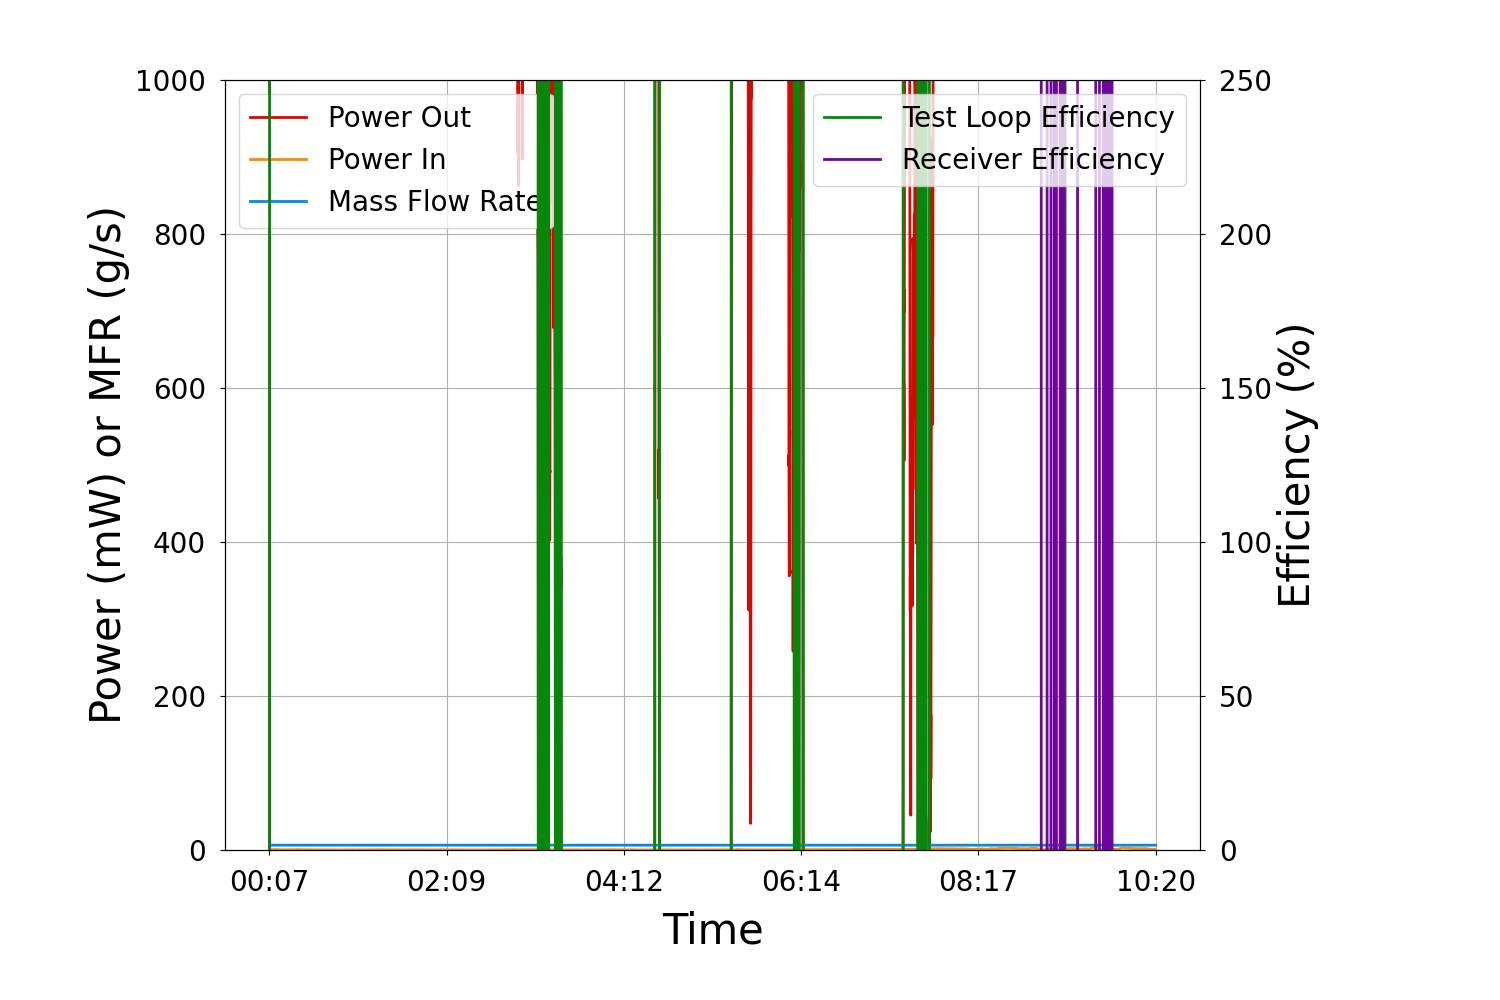 1000
800
600
400
200
0
Power (mW) or MFR (g/s)
Power Out
Power In
Mass Flow Rate
Test Loop Efficiency
Receiver Efficiency
250
200
150
100
50
0
Efficiency (%)
00:07 02:09 04:12 06:14 08:17 10:20
Time